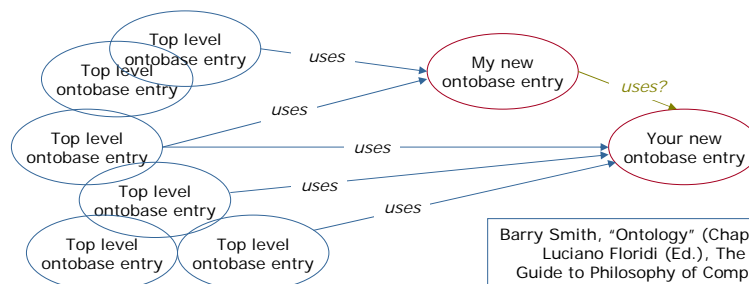 Top level
ontobase entry
uses
My new
ontobase entry
Top level
ontobase entry
uses?
uses
Top level
ontobase entry
uses
Your new
ontobase entry
Top level
ontobase entry
uses
uses
Top level
ontobase entry
Top level
ontobase entry
Barry Smith, “Ontology” (Chap
Luciano Floridi (Ed.), The
Guide to Philosophy of Comp